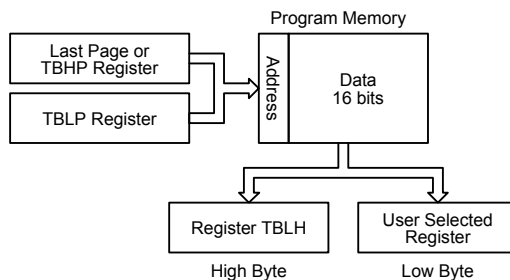 Program Memory
Last Page or
TBHP Register
TBLP Register
Address
Data
16 bits
Register TBLH
User Selected
Register
High Byte
Low Byte